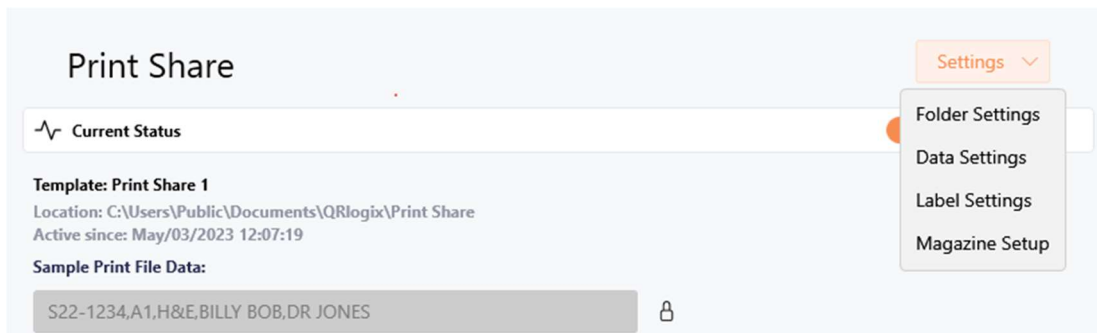 Print Share
Settings
Current Status
Folder Settings
Data Settings
Label Settings
Magazine Setup
Template: Print Share 1
Location: C:\Users\Public\Documents\QRlogix\Print Share
Active since: May/03/2023 12:07:19
Sample Print File Data:
S22-1234,A1,H&E,BILLY BOB,DR JONES